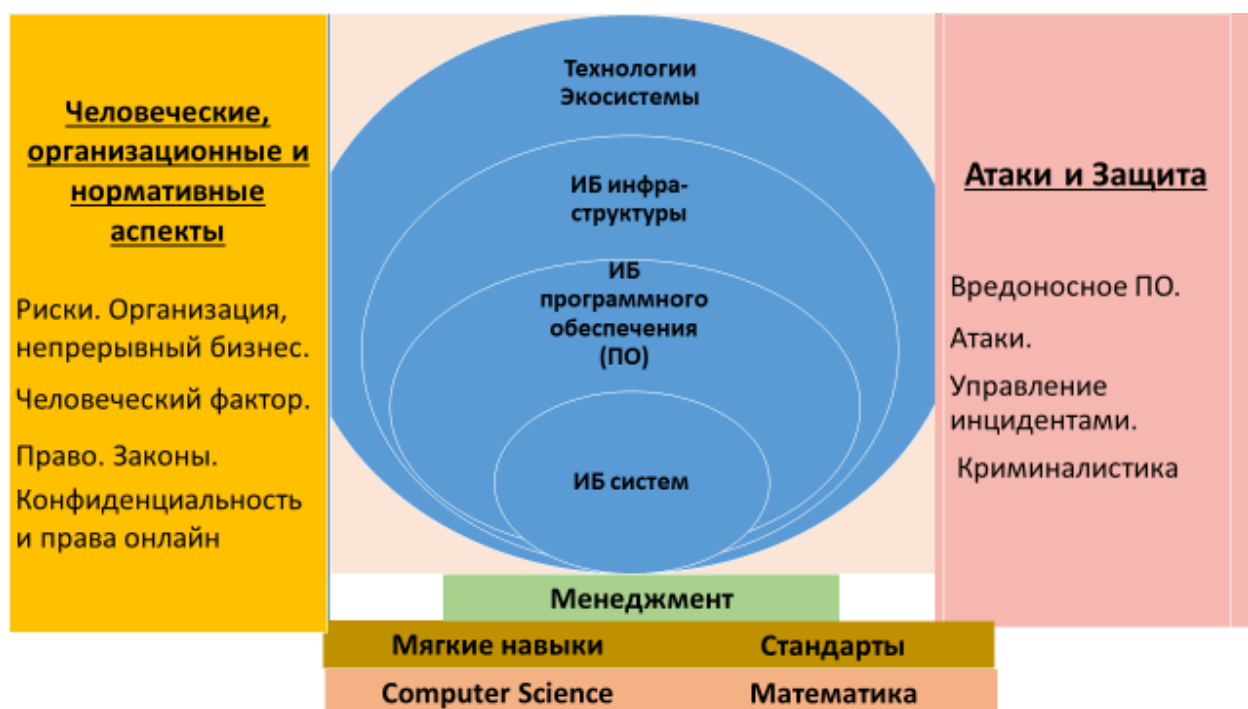 Человеческие,
организационные и
нормативные
аспекты
Риски. Организация,
непрерывный бизнес.
Человеческий фактор.
Право. Законы.
Конфиденциальность
и права онлайн
Технологии
Экосистемы
ИБ инфра-
структуры
ИБ
программного
обеспечения
(ПО)
ИБ систем
Атаки и Защита
Вредоносное ПО.
Атаки.
Управление
инцидентами.
Криминалистика
Менеджмент
Мягкие навыки Стандарты
Computer Science Математика